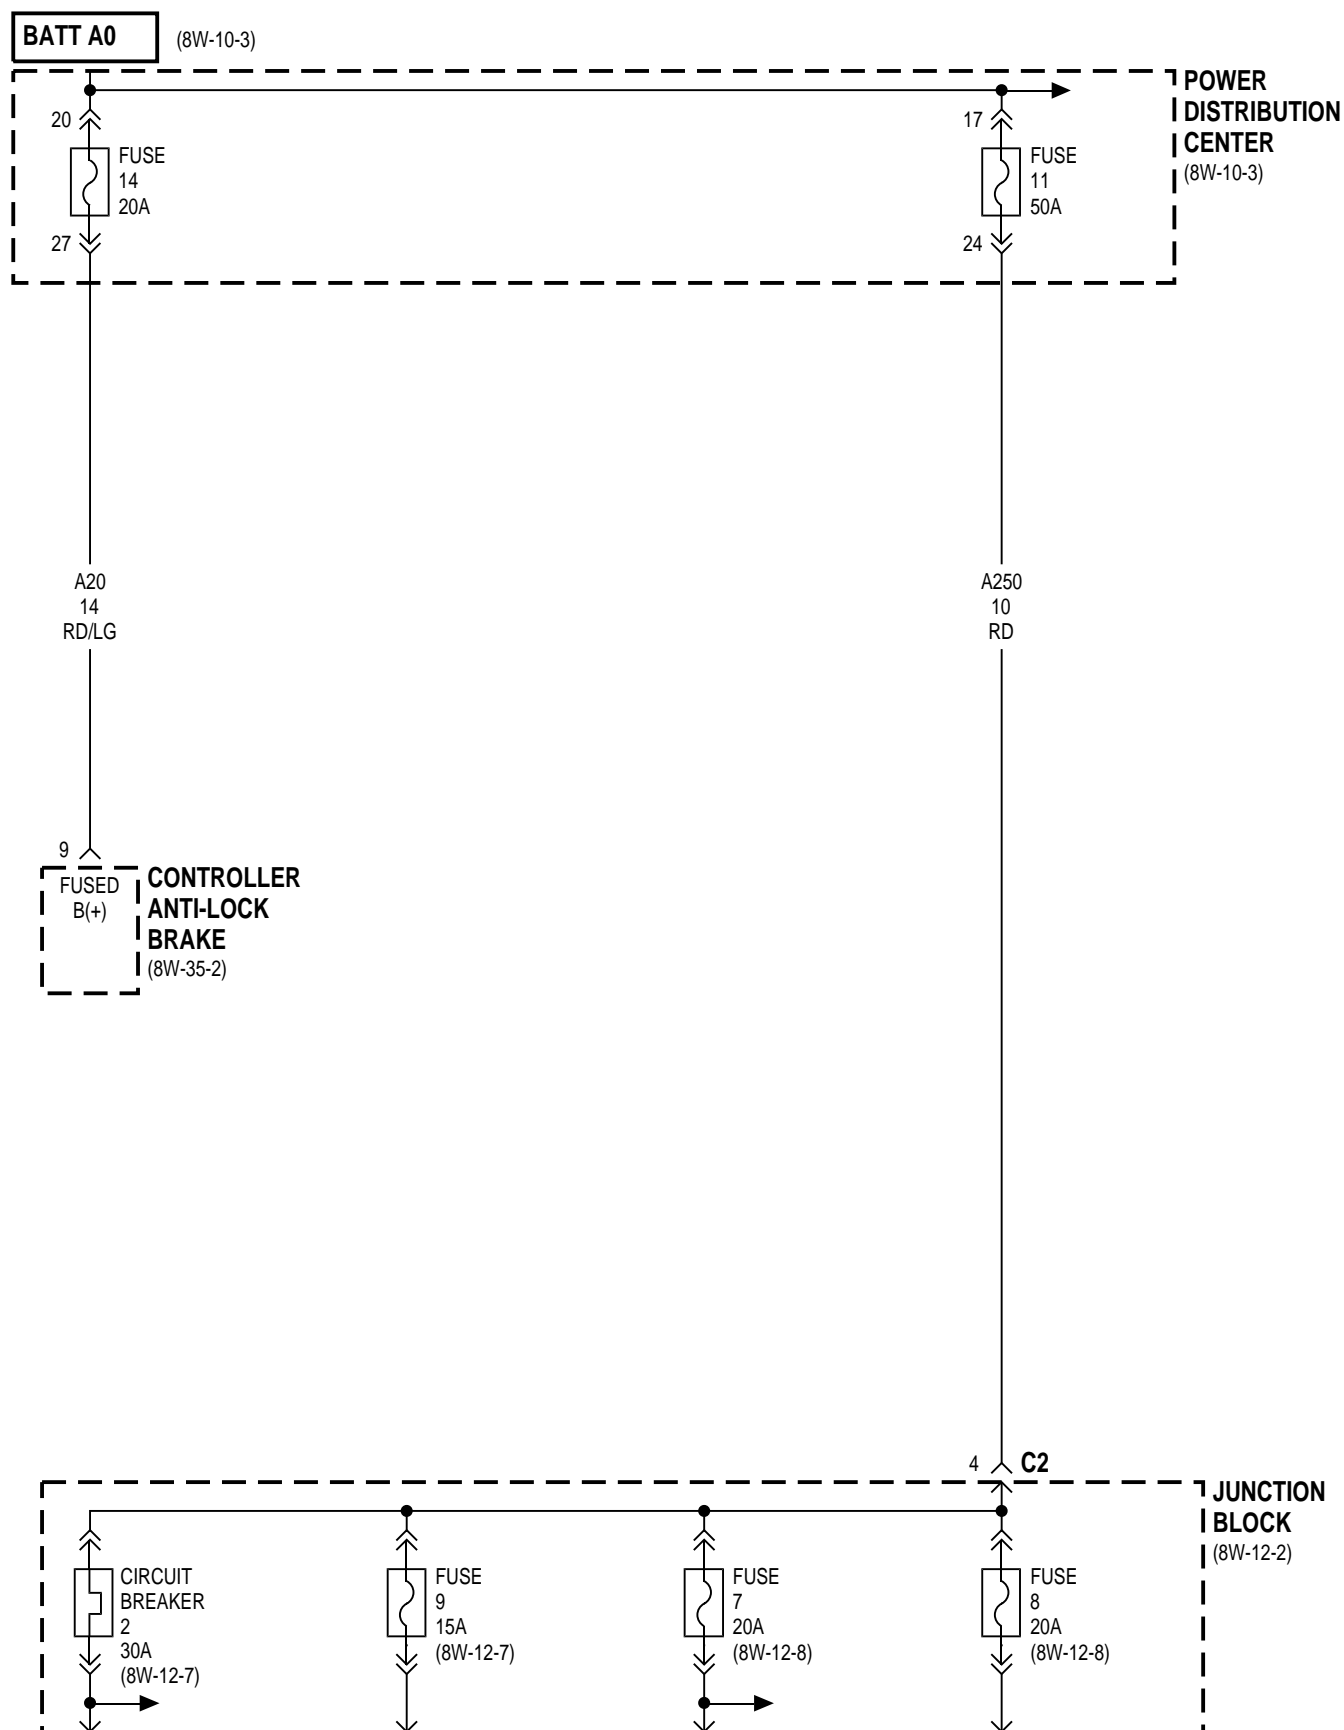 BATT A0
(8W-10-3)
POWER
DISTRIBUTION
CENTER
(8W-10-3)
20
FUSE
14
20A
27
17
FUSE
11
50A
24
A20
14
RD/LG
A250
10
RD
9
FUSED
B(+)
CONTROLLER
ANTI-LOCK
BRAKE
(8W-35-2)
4
C2
JUNCTION
BLOCK
(8W-12-2)
CIRCUIT
BREAKER
2
30A
(8W-12-7)
FUSE
9
15A
(8W-12-7)
FUSE
7
20A
(8W-12-8)
FUSE
8
20A
(8W-12-8)